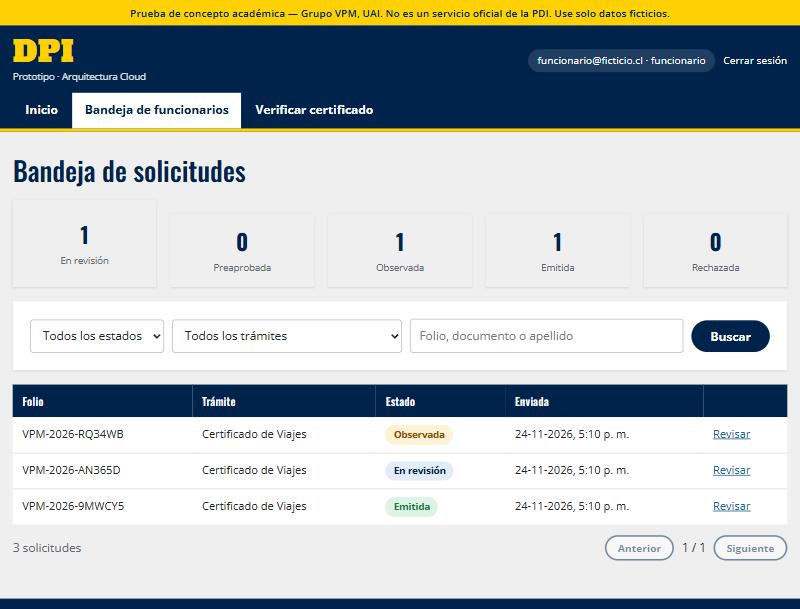 Prueba de concepto académica — Grupo VPM, UAI. No es un servicio oficial de la PDI. Use solo datos ficticios.
DPI
Prototipo · Arquitectura Cloud
funcionario@ficticio.cl · funcionario
Cerrar sesión
Inicio
Bandeja de funcionarios
Verificar certificado
Bandeja de solicitudes
1
En revisión
0
Preaprobada
1
Observada
1
Emitida
0
Rechazada
Todos los estados
Todos los trámites
Folio, documento o apellido
Buscar
Folio Trámite Estado Enviada
VPM-2026-RQ34WB Certificado de Viajes Observada 24-11-2026, 5:10 p. m. Revisar
VPM-2026-AN365D Certificado de Viajes En revisión 24-11-2026, 5:10 p. m. Revisar
VPM-2026-9MWCY5 Certificado de Viajes Emitida 24-11-2026, 5:10 p. m. Revisar
3 solicitudes
Anterior 1 / 1 Siguiente